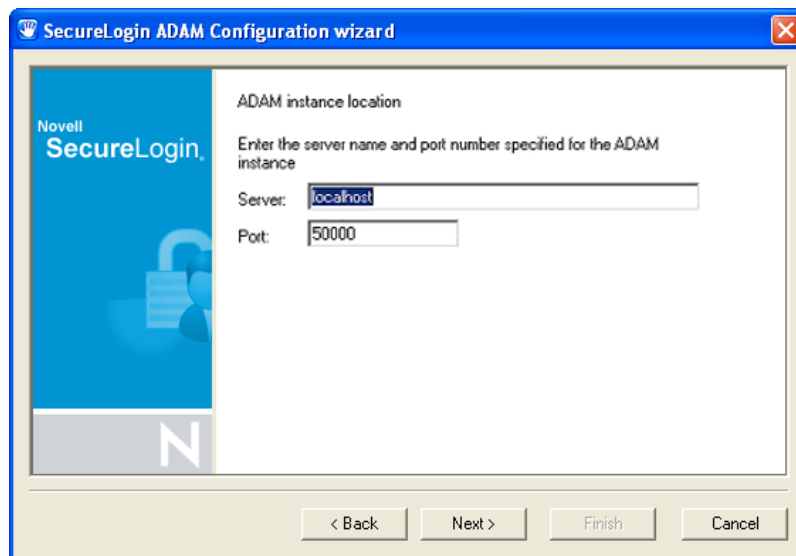 SecureLogin ADAM Configuration wizard
Novell
SecureLogin.
ADAM instance location
Enter the server name and port number specified for the ADAM
instance
Server: localhost
Port: 50000
N
< Back Next > Finish Cancel